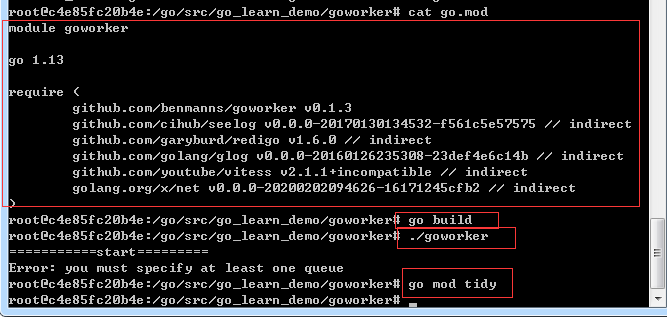 root@c4e85fc20b4e:/go/src/go_learn_demo/goworker# cat go.mod
module goworker
go 1.13
require (
github.com/benmanns/goworker v0.1.3
github.com/cihub/seelog v0.0.0-20170130134532-f561c5e57575 // indirect
github.com/garyburd/redigo v1.6.0 // indirect
github.com/golang/glog v0.0.0-20160126235308-23def4e6c14b // indirect
github.com/youtube/vitess v2.1.1+incompatible // indirect
golang.org/x/net v0.0.0-20200202094626-16171245cfb2 // indirect
)
root@c4e85fc20b4e:/go/src/go_learn_demo/goworker# go build
root@c4e85fc20b4e:/go/src/go_learn_demo/goworker# ./goworker
===========start=========
Error: you must specify at least one queue
root@c4e85fc20b4e:/go/src/go_learn_demo/goworker# go mod tidy
root@c4e85fc20b4e:/go/src/go_learn_demo/goworker#